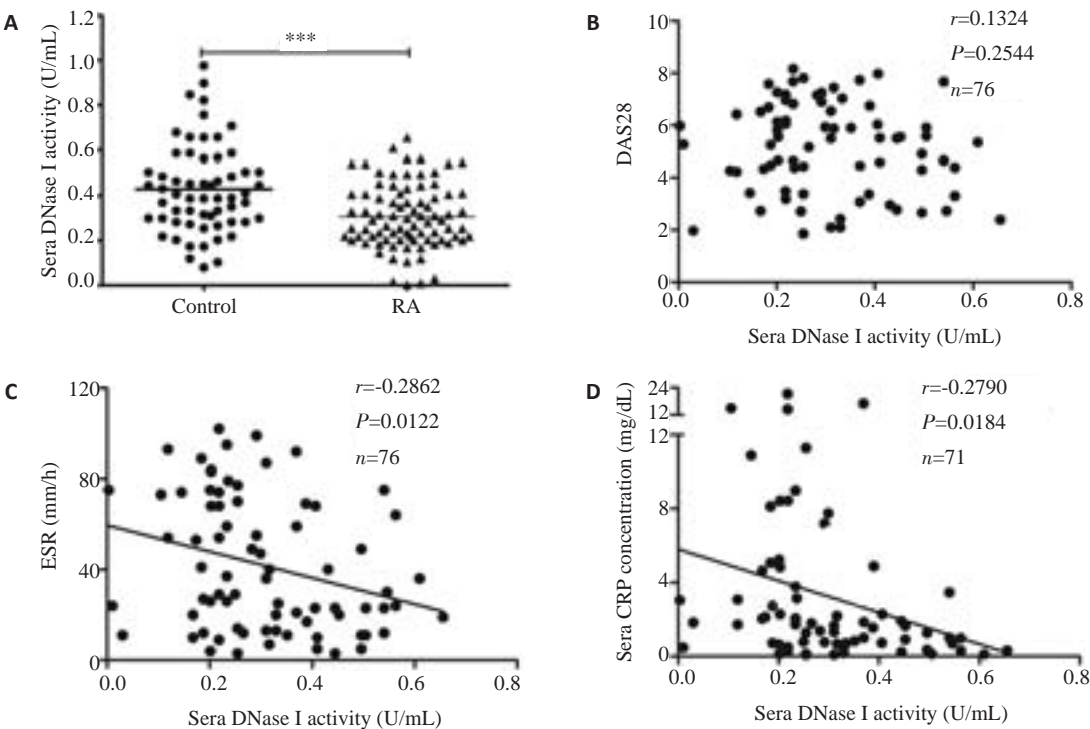 A
Sera DNase I activity (U/mL)
1.2
1.0
0.8
0.6
0.4
0.2
0.0
***
Control
RA
B
DAS28
10
8
6
4
2
0
r=0.1324
P=0.2544
n=76
0.0
0.2
0.4
0.6
0.8
Sera DNase I activity (U/mL)
C
ESR (mm/h)
120
80
40
0
r=-0.2862
P=0.0122
n=76
0.0
0.2
0.4
0.6
0.8
Sera DNase I activity (U/mL)
D
Sera CRP concentration (mg/dL)
24
12
12
8
4
0
r=-0.2790
P=0.0184
n=71
0.0
0.2
0.4
0.6
0.8
Sera DNase I activity (U/mL)